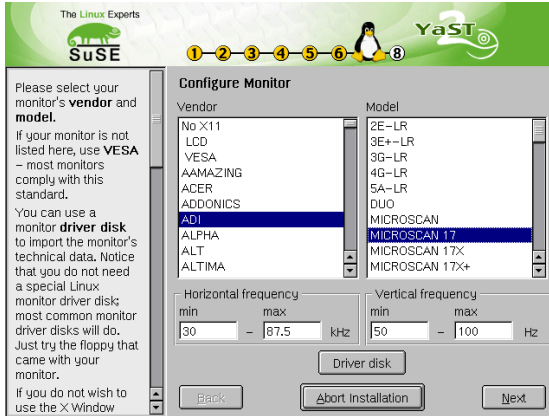 The Linux Experts
SuSE
1 2 3 4 5 6 8
YaST2
Please select your
monitor's vendor and
model.
If your monitor is not
listed here, use VESA
– most monitors
comply with this
standard.
You can use a
monitor driver disk
to import the monitor's
technical data. Notice
that you do not need
a special Linux
monitor driver disk;
most common monitor
driver disks will do.
Just try the floppy that
came with your
monitor.
If you do not wish to
use the X Window
Configure Monitor
Vendor
No X11
LCD
VESA
AAMAZING
ACER
ADDONICS
ADI
ALPHA
ALT
ALTIMA
Model
2E-LR
3E+-LR
3G-LR
4G-LR
5A-LR
DUO
MICROSCAN
MICROSCAN 17
MICROSCAN 17X
MICROSCAN 17X+
Horizontal frequency
min max
30 – 87.5 kHz
Vertical frequency
min max
50 – 100 Hz
Driver disk
Back
Abort Installation
Next